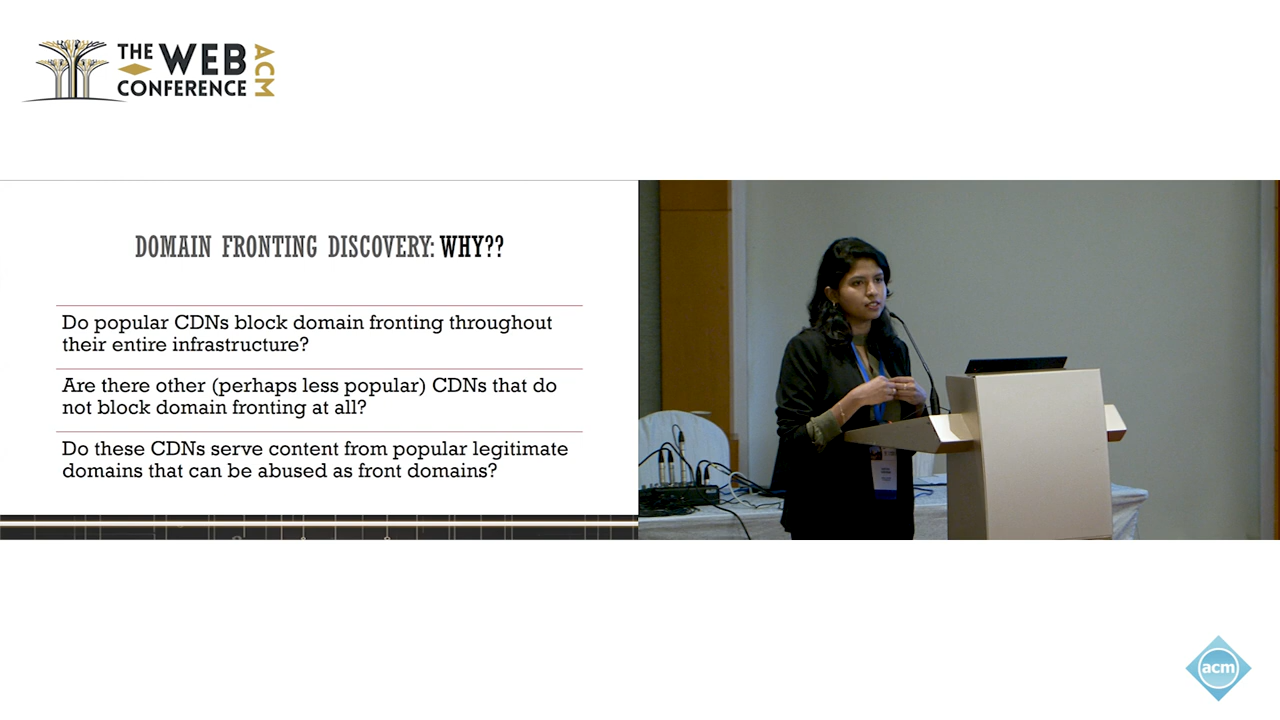 THE WEB
CONFERENCE
ACM
DOMAIN FRONTING DISCOVERY: WHY??
Do popular CDNs block domain fronting throughout
their entire infrastructure?
Are there other (perhaps less popular) CDNs that do
not block domain fronting at all?
Do these CDNs serve content from popular legitimate
domains that can be abused as front domains?
acm